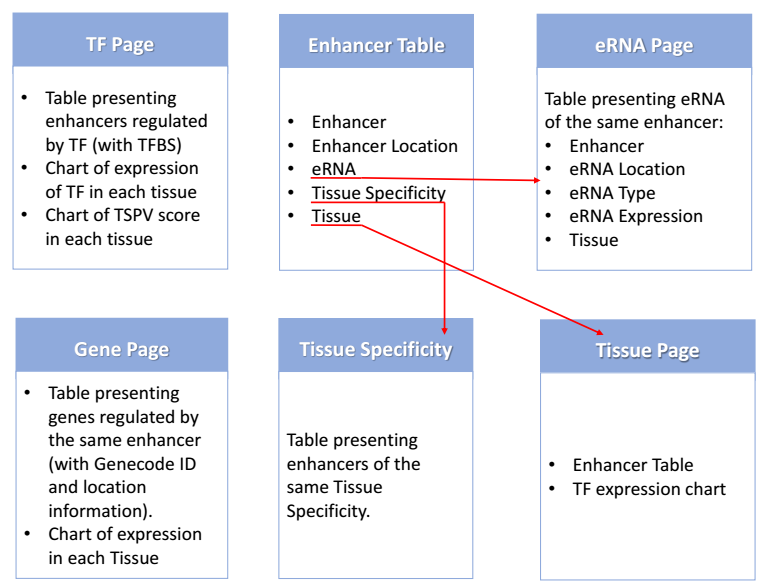 TF Page
• Table presenting
enhancers regulated
by TF (with TFBS)
• Chart of expression
of TF in each tissue
• Chart of TSPV score
in each tissue
Enhancer Table
• Enhancer
• Enhancer Location
• eRNA
• Tissue Specificity
• Tissue
eRNA Page
Table presenting eRNA
of the same enhancer:
• Enhancer
• eRNA Location
• eRNA Type
• eRNA Expression
• Tissue
Gene Page
• Table presenting
genes regulated by
the same enhancer
(with Genecode ID
and location
information).
• Chart of expression
in each Tissue
Tissue Specificity
Table presenting
enhancers of the
same Tissue
Specificity.
Tissue Page
• Enhancer Table
• TF expression chart